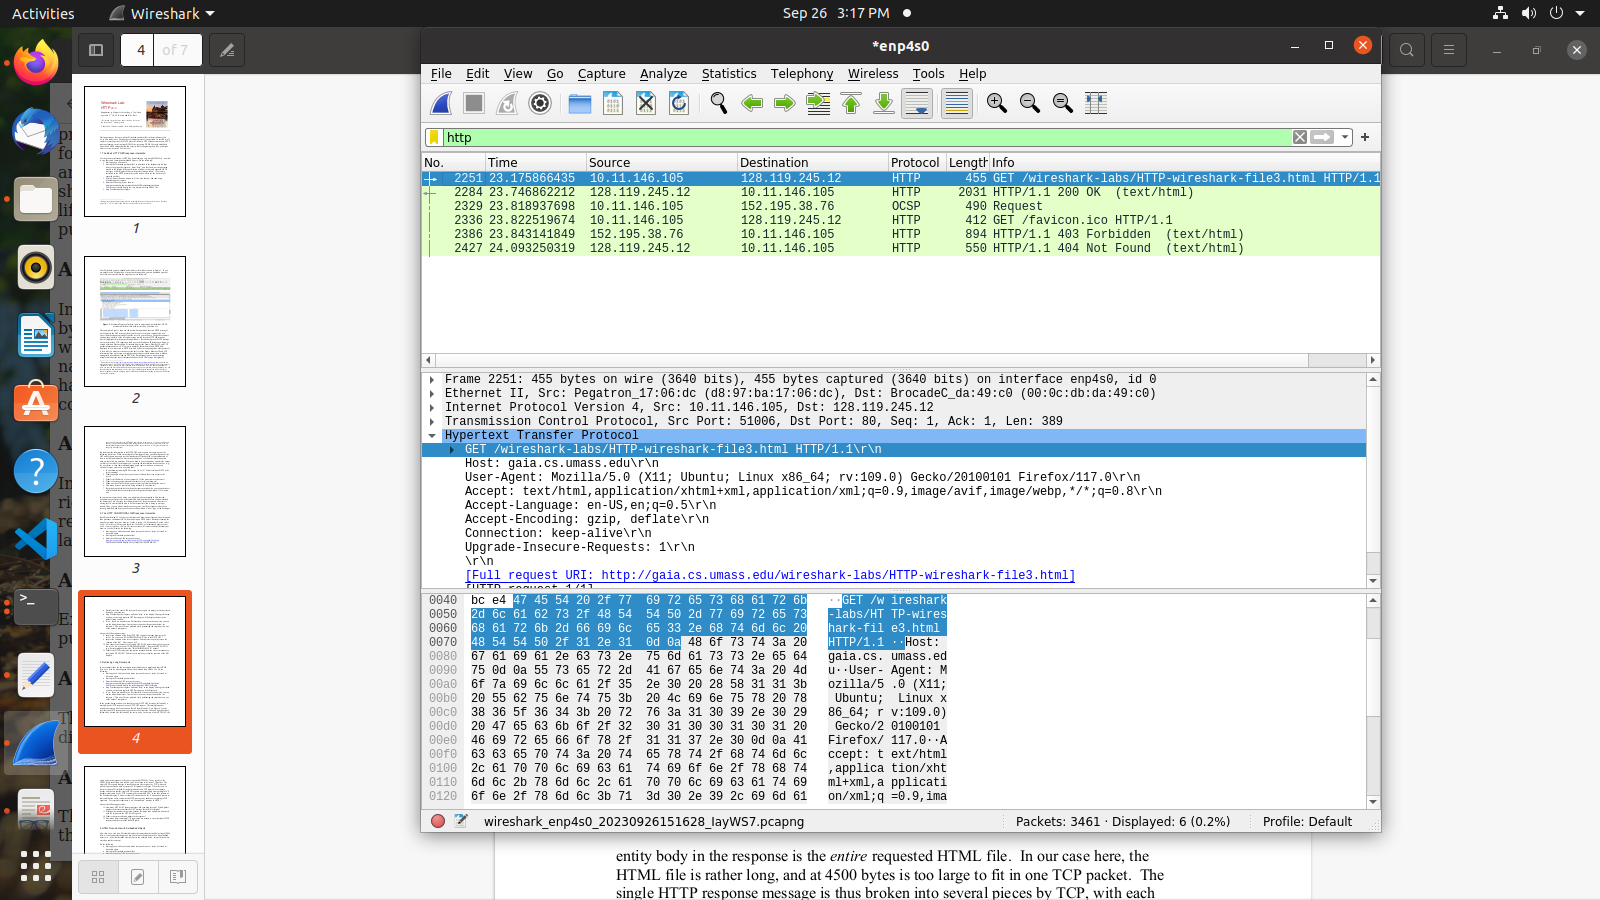 Activities
Wireshark
Sep 26 3:17 PM
4
of 7
1
2
3
4
*enp4s0
File Edit View Go Capture Analyze Statistics Telephony Wireless Tools Help
http
No. Time Source Destination Protocol Length Info
2251 23.175866435 10.11.146.105 128.119.245.12 HTTP 455 GET /wireshark-labs/HTTP-wireshark-file3.html HTTP/1.1
2284 23.746862212 128.119.245.12 10.11.146.105 HTTP 2031 HTTP/1.1 200 OK (text/html)
2329 23.818937698 10.11.146.105 152.195.38.76 OCSP 490 Request
2336 23.822519674 10.11.146.105 128.119.245.12 HTTP 412 GET /favicon.ico HTTP/1.1
2386 23.843141849 152.195.38.76 10.11.146.105 HTTP 894 HTTP/1.1 403 Forbidden (text/html)
2427 24.093250319 128.119.245.12 10.11.146.105 HTTP 550 HTTP/1.1 404 Not Found (text/html)
Frame 2251: 455 bytes on wire (3640 bits), 455 bytes captured (3640 bits) on interface enp4s0, id 0
Ethernet II, Src: Pegatron_17:06:dc (d8:97:ba:17:06:dc), Dst: BrocadeC_da:49:c0 (00:0c:db:da:49:c0)
Internet Protocol Version 4, Src: 10.11.146.105, Dst: 128.119.245.12
Transmission Control Protocol, Src Port: 51006, Dst Port: 80, Seq: 1, Ack: 1, Len: 389
Hypertext Transfer Protocol
GET /wireshark-labs/HTTP-wireshark-file3.html HTTP/1.1\r\n
Host: gaia.cs.umass.edu\r\n
User-Agent: Mozilla/5.0 (X11; Ubuntu; Linux x86_64; rv:109.0) Gecko/20100101 Firefox/117.0\r\n
Accept: text/html,application/xhtml+xml,application/xml;q=0.9,image/avif,image/webp,*/*;q=0.8\r\n
Accept-Language: en-US,en;q=0.5\r\n
Accept-Encoding: gzip, deflate\r\n
Connection: keep-alive\r\n
Upgrade-Insecure-Requests: 1\r\n
\r\n
[Full request URI: http://gaia.cs.umass.edu/wireshark-labs/HTTP-wireshark-file3.html]
[HTTP request 1/1]
0040 bc e4 47 45 54 20 2f 77 69 72 65 73 68 61 72 6b ··GET /w ireshark
0050 2d 6c 61 62 73 2f 48 54 54 50 2d 77 69 72 65 73 -labs/HT TP-wires
0060 68 61 72 6b 2d 66 69 6c 65 33 2e 68 74 6d 6c 20 hark-fil e3.html
0070 48 54 54 50 2f 31 2e 31 0d 0a 48 6f 73 74 3a 20 HTTP/1.1 ··Host:
0080 67 61 69 61 2e 63 73 2e 75 6d 61 73 73 2e 65 64 gaia.cs. umass.ed
0090 75 0d 0a 55 73 65 72 2d 41 67 65 6e 74 3a 20 4d u··User- Agent: M
00a0 6f 7a 69 6c 6c 61 2f 35 2e 30 20 28 58 31 31 3b ozilla/5 .0 (X11;
00b0 20 55 62 75 6e 74 75 3b 20 4c 69 6e 75 78 20 78 Ubuntu; Linux x
00c0 38 36 5f 36 34 3b 20 72 76 3a 31 30 39 2e 30 29 86_64; r v:109.0)
00d0 20 47 65 63 6b 6f 2f 32 30 31 30 30 31 30 31 20 Gecko/2 0100101
00e0 46 69 72 65 66 6f 78 2f 31 31 37 2e 30 0d 0a 41 Firefox/ 117.0··A
00f0 63 63 65 70 74 3a 20 74 65 78 74 2f 68 74 6d 6c ccept: t ext/html
0100 2c 61 70 70 6c 69 63 61 74 69 6f 6e 2f 78 68 74 ,applica tion/xht
0110 6d 6c 2b 78 6d 6c 2c 61 70 70 6c 69 63 61 74 69 ml+xml,a pplicati
0120 6f 6e 2f 78 6d 6c 3b 71 3d 30 2e 39 2c 69 6d 61 on/xml;q =0.9,ima
wireshark_enp4s0_20230926151628_IayWS7.pcapng
Packets: 3461 · Displayed: 6 (0.2%)
Profile: Default
entity body in the response is the entire requested HTML file. In our case here, the
HTML file is rather long, and at 4500 bytes is too large to fit in one TCP packet. The
single HTTP response message is thus broken into several pieces by TCP, with each